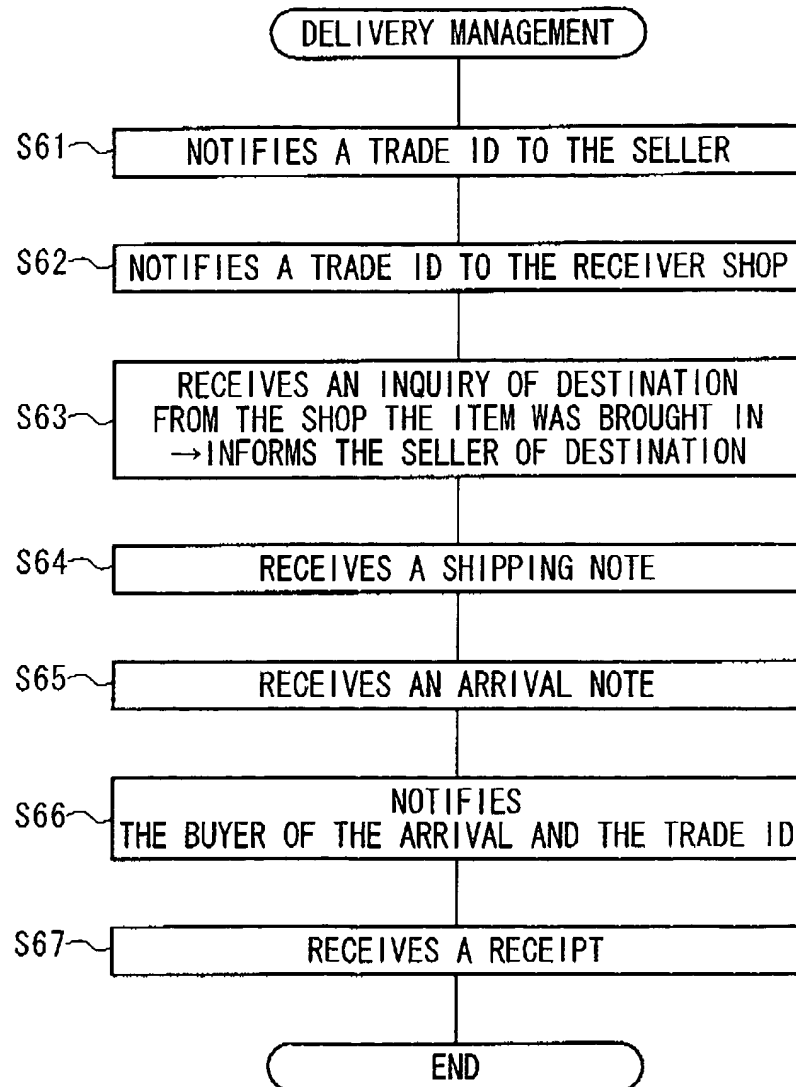 DELIVERY MANAGEMENT
S61 NOTIFIES A TRADE ID TO THE SELLER
S62 NOTIFIES A TRADE ID TO THE RECEIVER SHOP
RECEIVES AN INQUIRY OF DESTINATION
S63 FROM THE SHOP THE ITEM WAS BROUGHT IN
→INFORMS THE SELLER OF DESTINATION
S64 RECEIVES A SHIPPING NOTE
S65 RECEIVES AN ARRIVAL NOTE
S66 NOTIFIES
THE BUYER OF THE ARRIVAL AND THE TRADE ID
S67 RECEIVES A RECEIPT
END